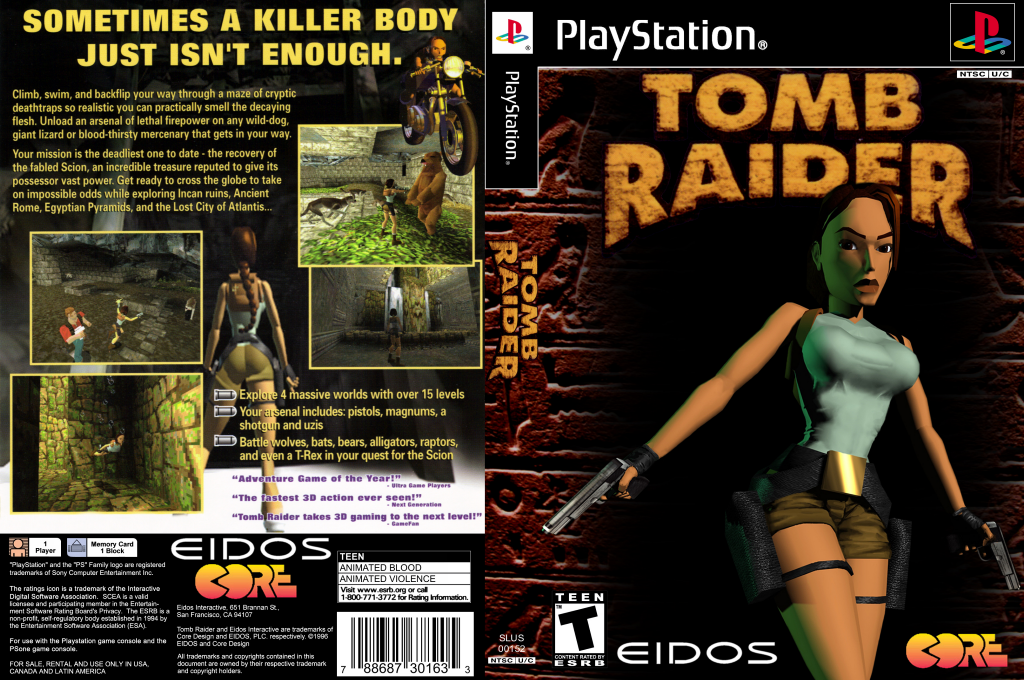 SOMETIMES A KILLER BODY
JUST ISN'T ENOUGH.
Climb, swim, and backflip your way through a maze of cryptic
deathtraps so realistic you can practically smell the decaying
flesh. Unload an arsenal of lethal firepower on any wild-dog,
giant lizard or blood-thirsty mercenary that gets in your way.
Your mission is the deadliest one to date - the recovery of
the fabled Scion, an incredible treasure reputed to give its
possessor vast power. Get ready to cross the globe to take
on impossible odds while exploring Incan ruins, Ancient
Rome, Egyptian Pyramids, and the Lost City of Atlantis...
Explore 4 massive worlds with over 15 levels
Your arsenal includes: pistols, magnums, a
shotgun and uzis
Battle wolves, bats, bears, alligators, raptors,
and even a T-Rex in your quest for the Scion
"Adventure Game of the Year!"
- Ultra Game Players
"The fastest 3D action ever seen!"
- Next Generation
"Tomb Raider takes 3D gaming to the next level!"
- GameFan
1
Player
Memory Card
1 Block
"PlayStation" and the "PS" Family logo are registered
trademarks of Sony Computer Entertainment Inc.
The ratings icon is a trademark of the Interactive
Digital Software Association. SCEA is a valid
licensee and participating member in the Entertain-
ment Software Rating Board's Privacy. The ESRB is a
non-profit, self-regulatory body established in 1994 by
the Entertainment Software Association (ESA).
For use with the Playstation game console and the
PSone game console.
FOR SALE, RENTAL AND USE ONLY IN USA,
CANADA AND LATIN AMERICA
EIDOS
CORE
Eidos Interactive. 651 Brannan St.,
San Francisco, CA 94107
Tomb Raider and Eidos Interactive are trademarks of
Core Design and EIDOS, PLC. respectively. ©1996
EIDOS and Core Design
All trademarks and copyrights contained in this
document are owned by their respective trademark
and copyright holders.
TEEN
ANIMATED BLOOD
ANIMATED VIOLENCE
Visit www.esrb.org or call
1-800-771-3772 for Rating Information.
7 88687 30163 3
PlayStation®
TOMB
RAIDER
SLUS
00152
NTSC U/C
PlayStation®
NTSC U/C
TOMB
RAIDER
TEEN
T
CONTENT RATED BY
ESRB
EIDOS
CORE